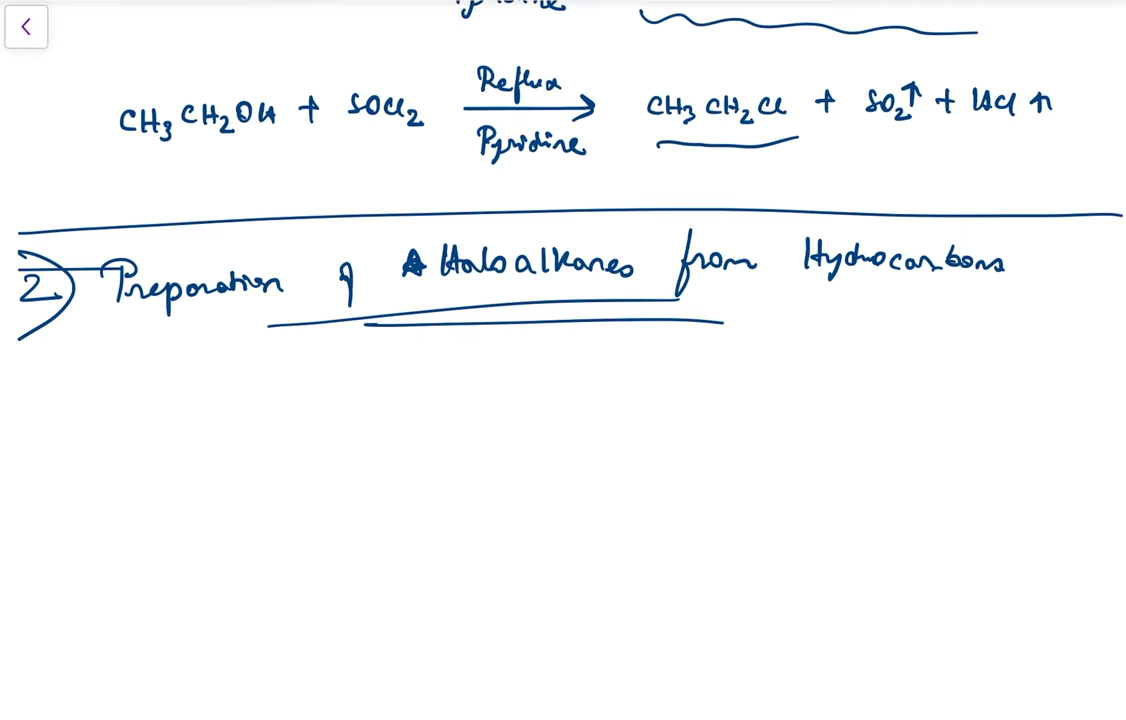 CH3CH2OH + SOCl2 Reflux Pyridine → CH3CH2Cl + SO2↑ + HCl ↑
2) Preparation of Haloalkanes from Hydrocarbons